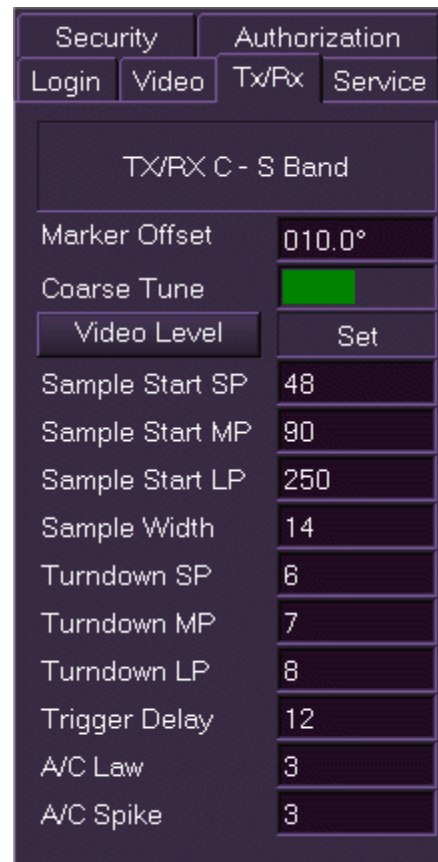 Security Authorization
Login Video Tx/Rx Service
TX/RX C - S Band
Marker Offset 010.0°
Coarse Tune
Video Level Set
Sample Start SP 48
Sample Start MP 90
Sample Start LP 250
Sample Width 14
Turndown SP 6
Turndown MP 7
Turndown LP 8
Trigger Delay 12
A/C Law 3
A/C Spike 3